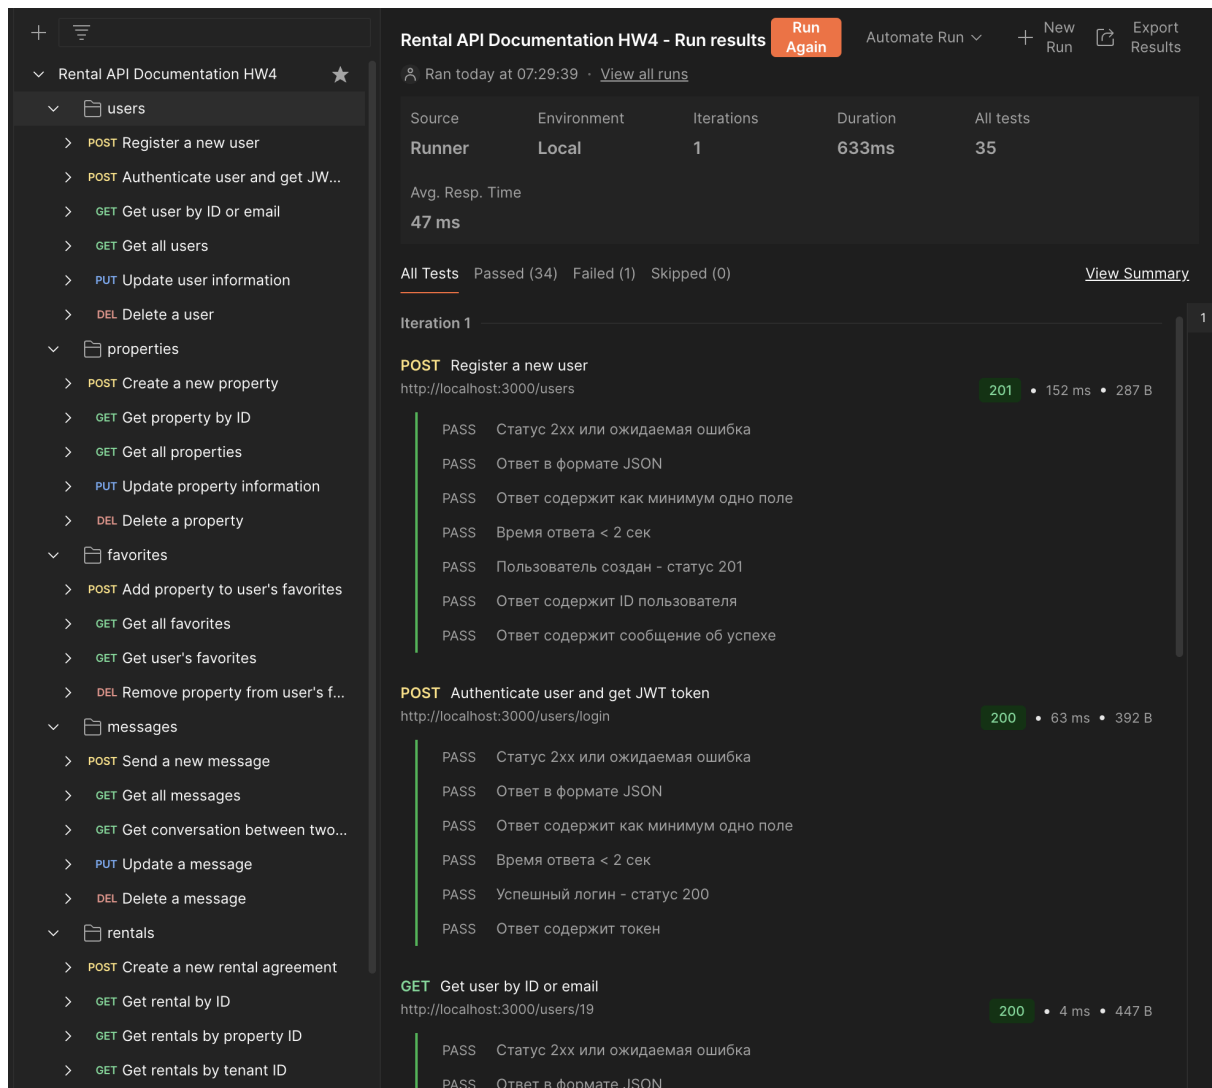 Rental API Documentation HW4
users
POST Register a new user
POST Authenticate user and get JW...
GET Get user by ID or email
GET Get all users
PUT Update user information
DEL Delete a user
properties
POST Create a new property
GET Get property by ID
GET Get all properties
PUT Update property information
DEL Delete a property
favorites
POST Add property to user's favorites
GET Get all favorites
GET Get user's favorites
DEL Remove property from user's f...
messages
POST Send a new message
GET Get all messages
GET Get conversation between two...
PUT Update a message
DEL Delete a message
rentals
POST Create a new rental agreement
GET Get rental by ID
GET Get rentals by property ID
GET Get rentals by tenant ID
Rental API Documentation HW4 - Run results
Run Again
Automate Run
New Run
Export Results
Ran today at 07:29:39 · View all runs
Source Environment Iterations Duration All tests
Runner Local 1 633ms 35
Avg. Resp. Time
47 ms
All Tests Passed (34) Failed (1) Skipped (0) View Summary
Iteration 1
1
POST Register a new user
http://localhost:3000/users
201 • 152 ms • 287 B
PASS Статус 2xx или ожидаемая ошибка
PASS Ответ в формате JSON
PASS Ответ содержит как минимум одно поле
PASS Время ответа < 2 сек
PASS Пользователь создан - статус 201
PASS Ответ содержит ID пользователя
PASS Ответ содержит сообщение об успехе
POST Authenticate user and get JWT token
http://localhost:3000/users/login
200 • 63 ms • 392 B
PASS Статус 2xx или ожидаемая ошибка
PASS Ответ в формате JSON
PASS Ответ содержит как минимум одно поле
PASS Время ответа < 2 сек
PASS Успешный логин - статус 200
PASS Ответ содержит токен
GET Get user by ID or email
http://localhost:3000/users/19
200 • 4 ms • 447 B
PASS Статус 2xx или ожидаемая ошибка
PASS Ответ в формате JSON